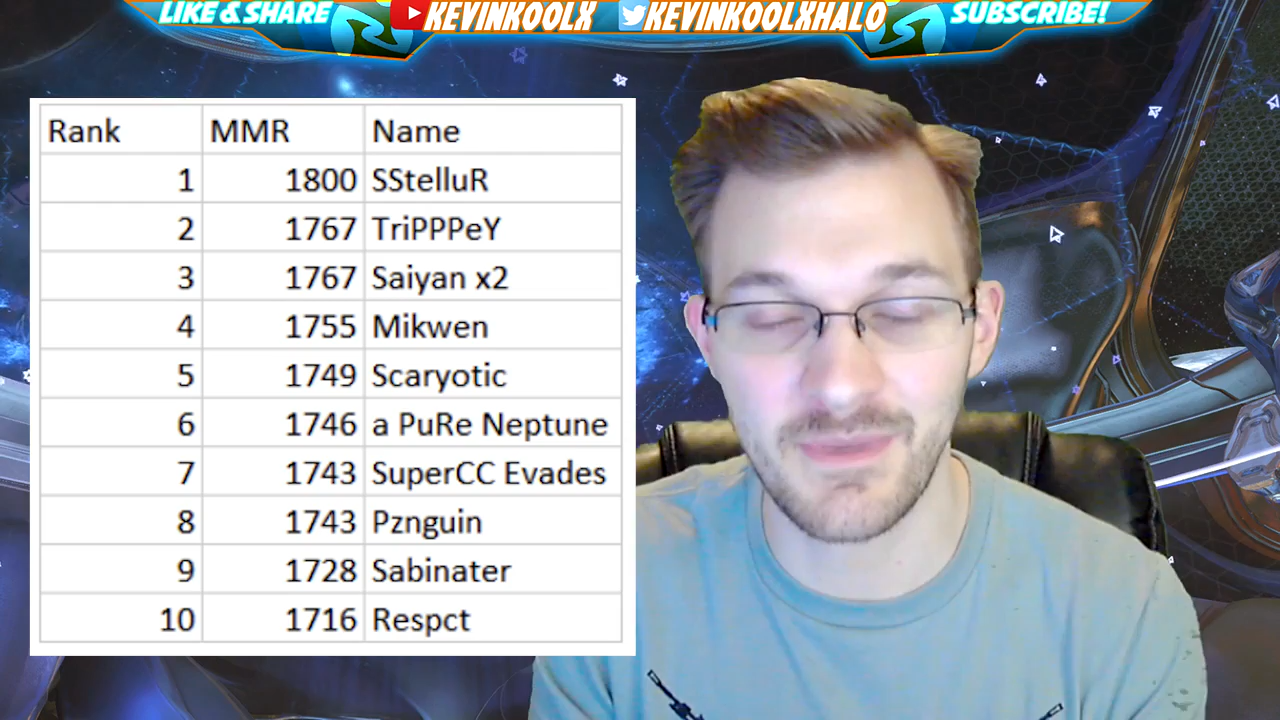 LIKE & SHARE KEVINKOOLX KEVINKOOLXHALO SUBSCRIBE!
Rank MMR Name
1 1800 SStelluR
2 1767 TriPPPeY
3 1767 Saiyan x2
4 1755 Mikwen
5 1749 Scaryotic
6 1746 a PuRe Neptune
7 1743 SuperCC Evades
8 1743 Pznguin
9 1728 Sabinater
10 1716 Respct